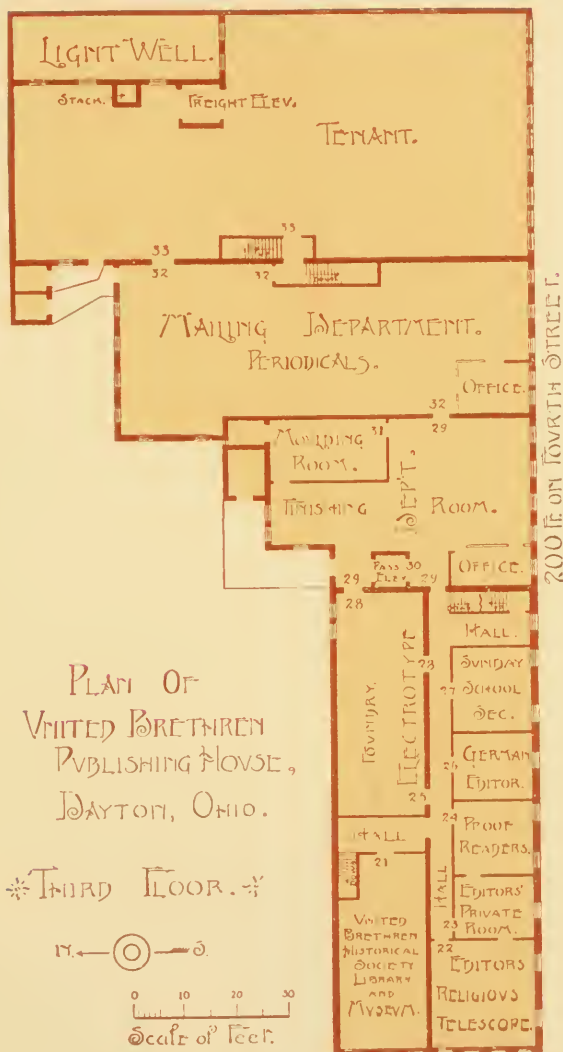 LIGHT WELL.
STACK.
FREIGHT ELEV.
TENANT.
33
33
32
32
DOWN
MAILING DEPARTMENT.
PERIODICALS.
OFFICE.
32
29
MOULDING
ROOM.
31
FINISHING ROOM.
DEP'T.
200 FT. ON FOURTH STREET.
29
PASS.
ELEV.
30
29
OFFICE.
28
HALL.
FOUNDRY.
ELECTROTYPE
28
27
SUNDAY
SCHOOL
SEC.
26
GERMAN
EDITOR.
25
24
PROOF
READERS.
HALL
21
DOWN
HALL
EDITORS'
PRIVATE
ROOM.
23
22
UNITED
BRETHREN
HISTORICAL
SOCIETY
LIBRARY
AND
MUSEUM.
EDITORS
RELIGIOUS
TELESCOPE.
PLAN OF
UNITED BRETHREN
PUBLISHING HOUSE,
DAYTON, OHIO.
THIRD FLOOR.
N. S.
0 10 20 30
Scale of Feet.